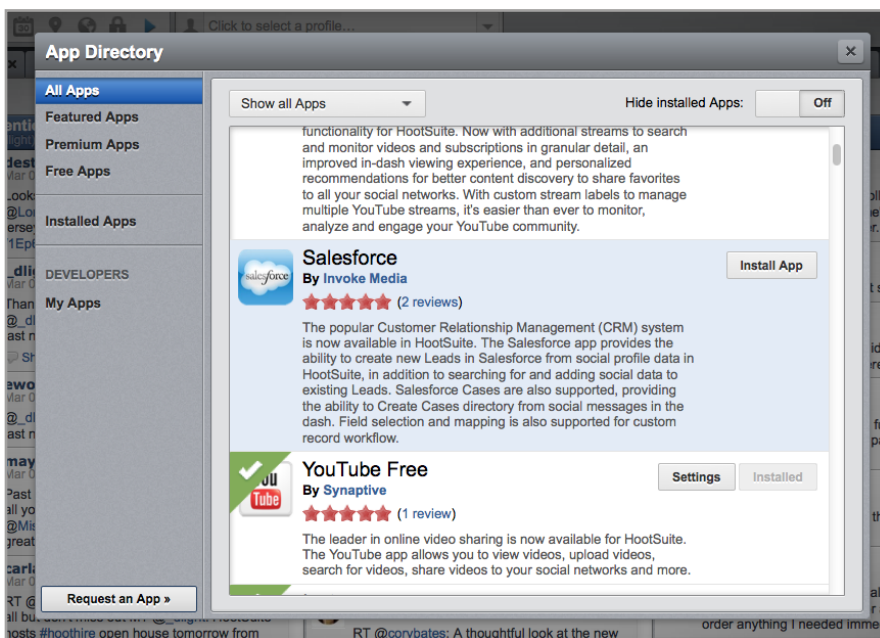 30
Click to select a profile...
App Directory
All Apps
Featured Apps
Premium Apps
Free Apps
Installed Apps
DEVELOPERS
My Apps
Request an App »
Show all Apps
Hide installed Apps:
Off
functionality for HootSuite. Now with additional streams to search
and monitor videos and subscriptions in granular detail, an
improved in-dash viewing experience, and personalized
recommendations for better content discovery to share favorites
to all your social networks. With custom stream labels to manage
multiple YouTube streams, it's easier than ever to monitor,
analyze and engage your YouTube community.
salesforce
Salesforce
By Invoke Media
(2 reviews)
Install App
The popular Customer Relationship Management (CRM) system
is now available in HootSuite. The Salesforce app provides the
ability to create new Leads in Salesforce from social profile data in
HootSuite, in addition to searching for and adding social data to
existing Leads. Salesforce Cases are also supported, providing
the ability to Create Cases directory from social messages in the
dash. Field selection and mapping is also supported for custom
record workflow.
Tube
YouTube Free
By Synaptive
(1 review)
Settings
Installed
The leader in online video sharing is now available for HootSuite.
The YouTube app allows you to view videos, upload videos,
search for videos, share videos to your social networks and more.
posts #hoothire open house tomorrow from
RT @corybates: A thoughtful look at the new
order anything I needed